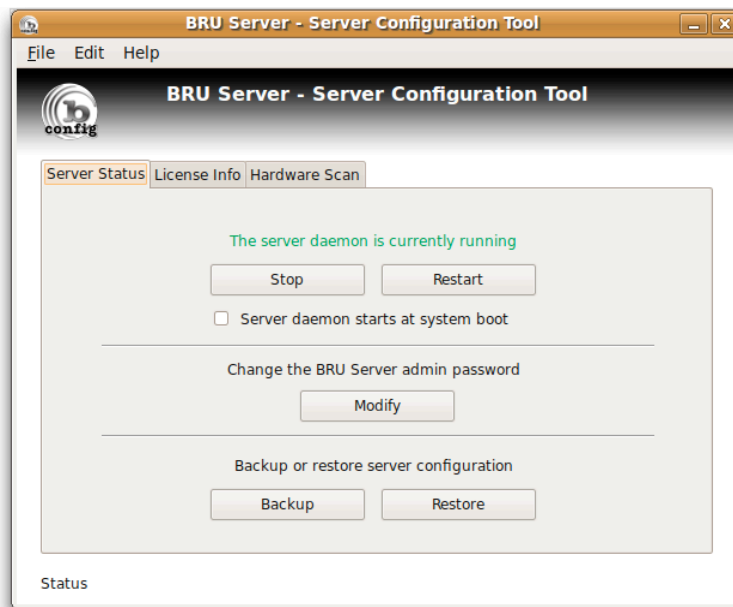 BRU Server - Server Configuration Tool
File Edit Help
b
config
BRU Server - Server Configuration Tool
Server Status License Info Hardware Scan
The server daemon is currently running
Stop Restart
Server daemon starts at system boot
Change the BRU Server admin password
Modify
Backup or restore server configuration
Backup Restore
Status